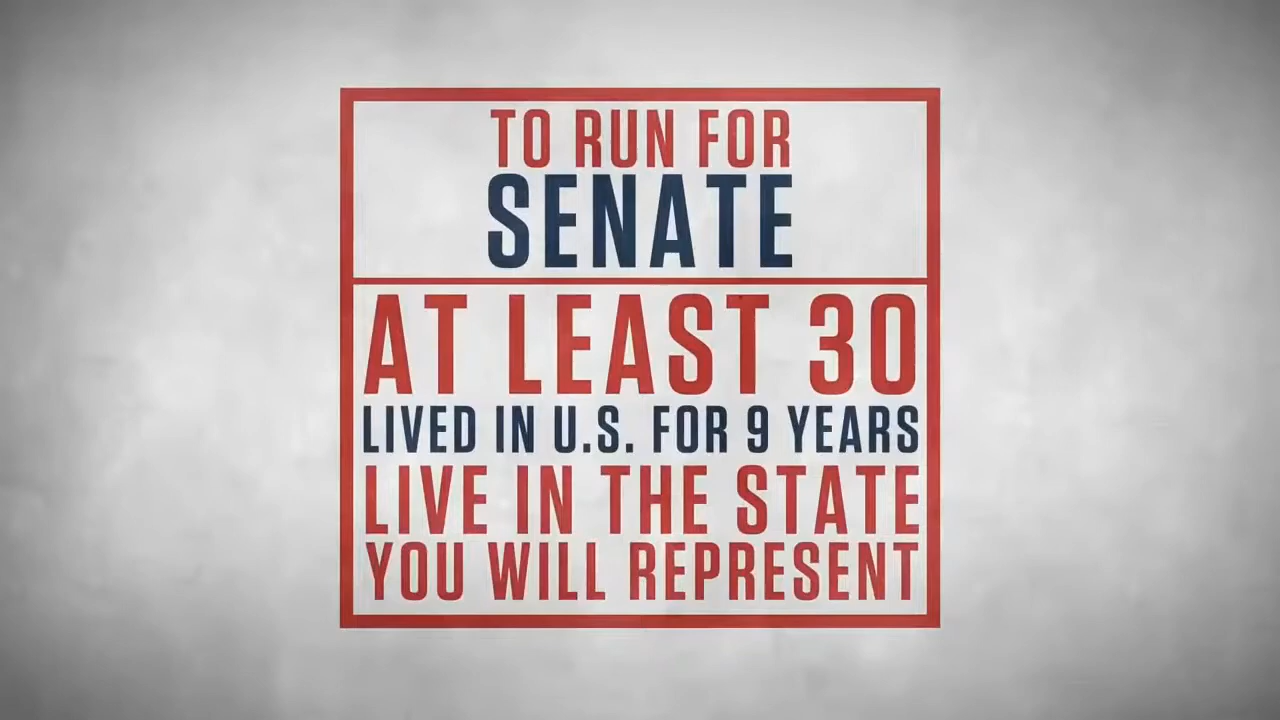 TO RUN FOR
SENATE
AT LEAST 30
LIVED IN U.S. FOR 9 YEARS
LIVE IN THE STATE
YOU WILL REPRESENT